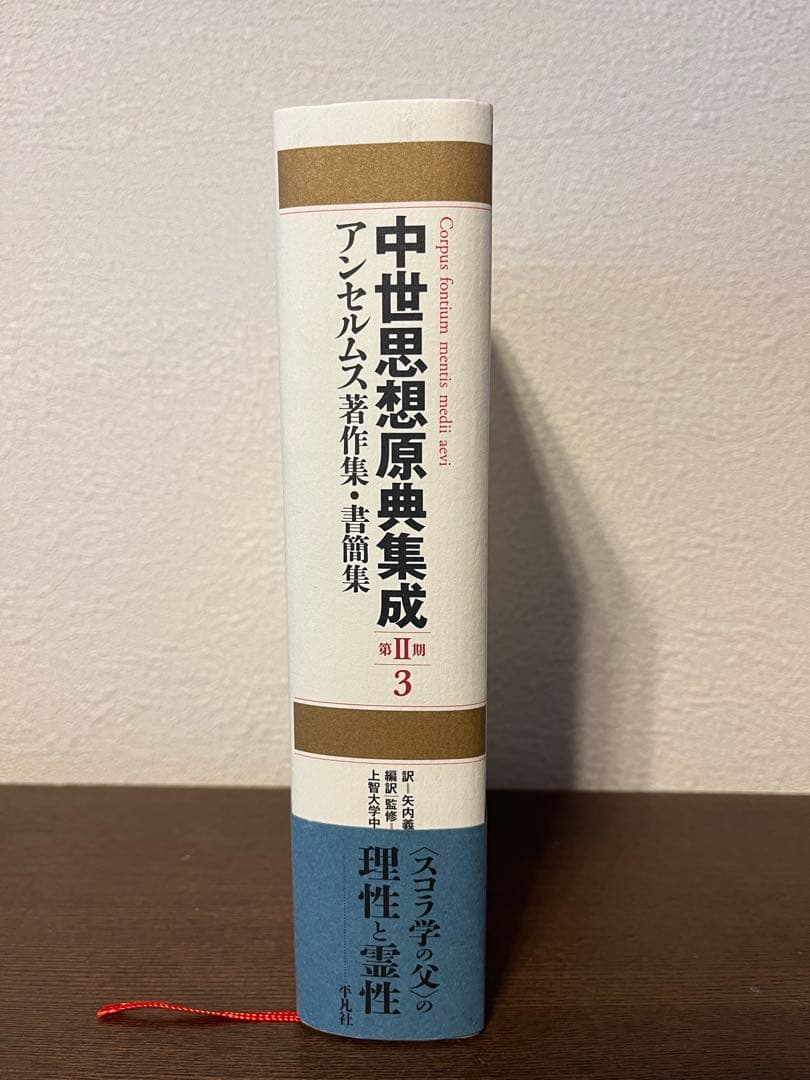 Corpus fontium mentis medii aevi
中世思想原典集成
第Ⅱ期
3
アンセルムス著作集・書簡集
訳＝矢内義
編訳／監修＝
上智大学中
〈スコラ学の父〉の
理性と霊性
平凡社